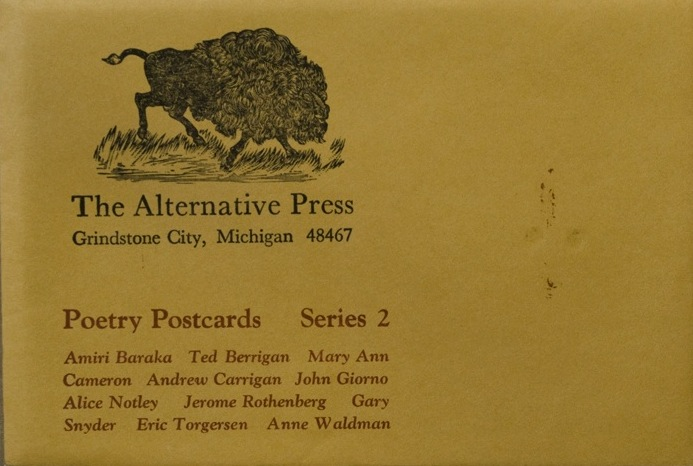 The Alternative Press
Grindstone City, Michigan 48467
Poetry Postcards Series 2
Amiri Baraka Ted Berrigan Mary Ann
Cameron Andrew Carrigan John Giorno
Alice Notley Jerome Rothenberg Gary
Snyder Eric Torgersen Anne Waldman